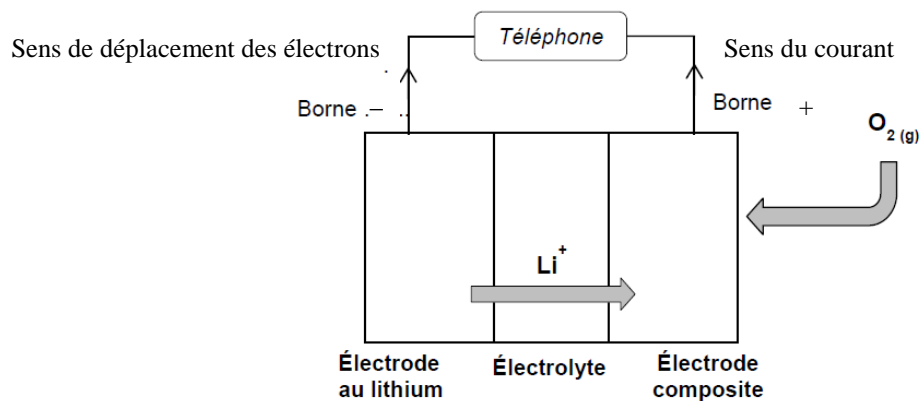 Téléphone
Sens de déplacement des électrons
Sens du courant
Borne –
Borne +
O2 (g)
Li+
Électrode au lithium
Électrolyte
Électrode composite